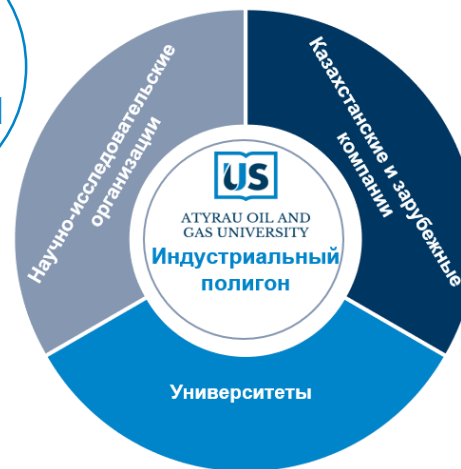 Научно-исследовательские
организации
Казахстанские и зарубежные
компании
US
ATYRAU OIL AND
GAS UNIVERSITY
Индустриальный
полигон
Университеты